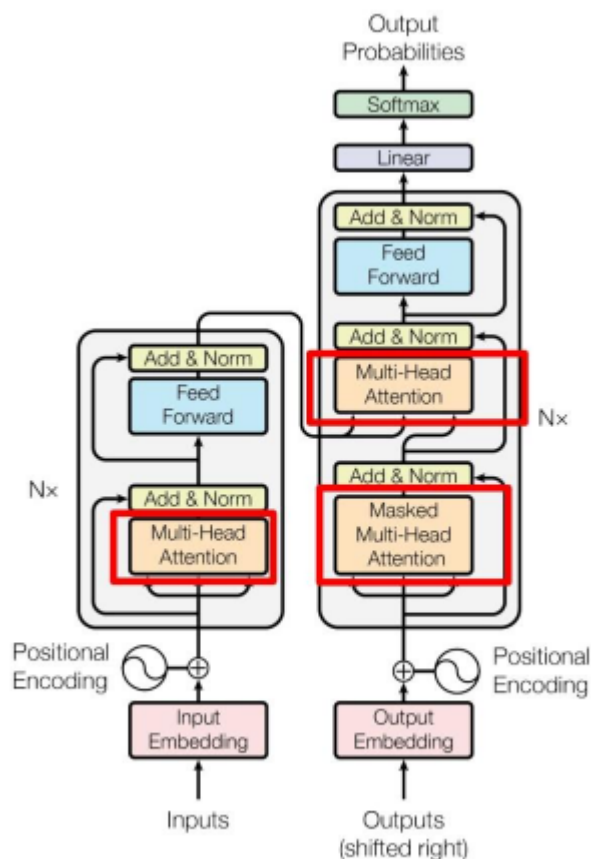 Output
Probabilities
Softmax
Linear
Add & Norm
Feed
Forward
Add & Norm
Multi-Head
Attention
Nx
Add & Norm
Masked
Multi-Head
Attention
Add & Norm
Feed
Forward
Nx
Add & Norm
Multi-Head
Attention
Positional
Encoding
Positional
Encoding
Input
Embedding
Output
Embedding
Inputs
Outputs
(shifted right)